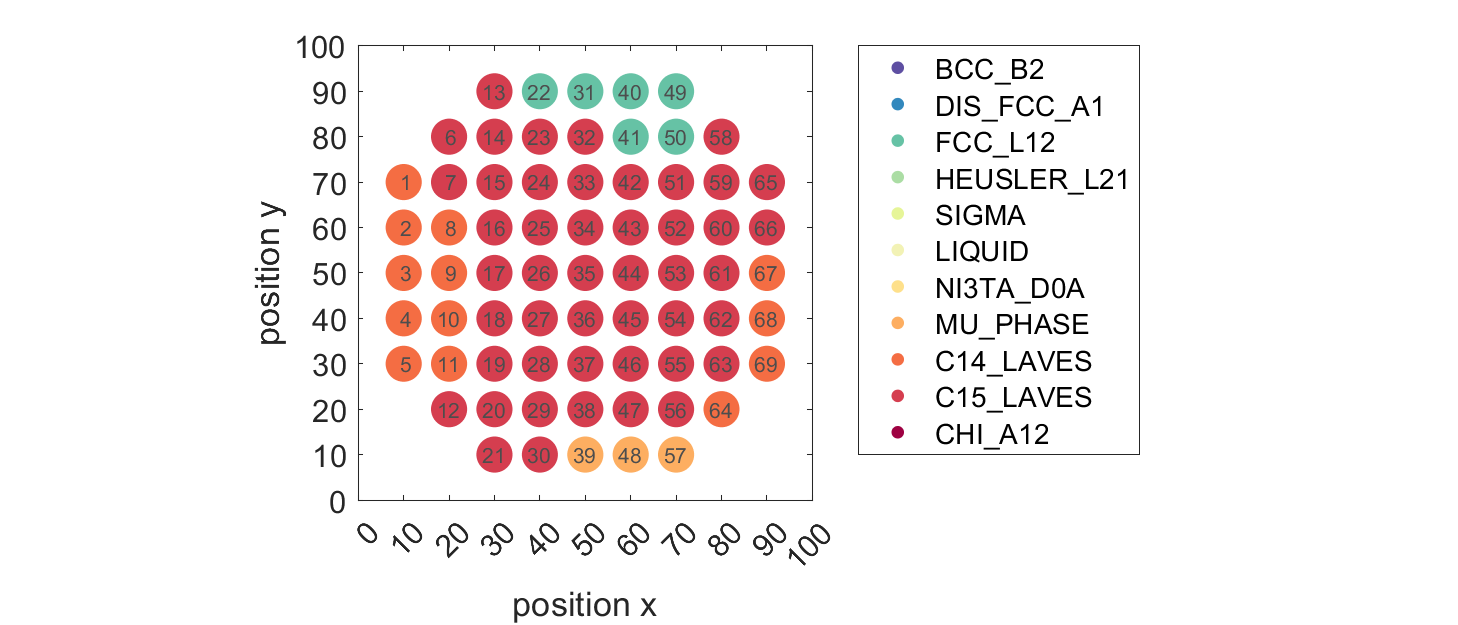 100
90
80
70
60
50
40
30
20
10
0
position y
13 22 31 40 49
6 14 23 32 41 50 58
1 7 15 24 33 42 51 59 65
2 8 16 25 34 43 52 60 66
3 9 17 26 35 44 53 61 67
4 10 18 27 36 45 54 62 68
5 11 19 28 37 46 55 63 69
12 20 29 38 47 56 64
21 30 39 48 57
0 10 20 30 40 50 60 70 80 90 100
position x
BCC_B2
DIS_FCC_A1
FCC_L12
HEUSLER_L21
SIGMA
LIQUID
NI3TA_D0A
MU_PHASE
C14_LAVES
C15_LAVES
CHI_A12